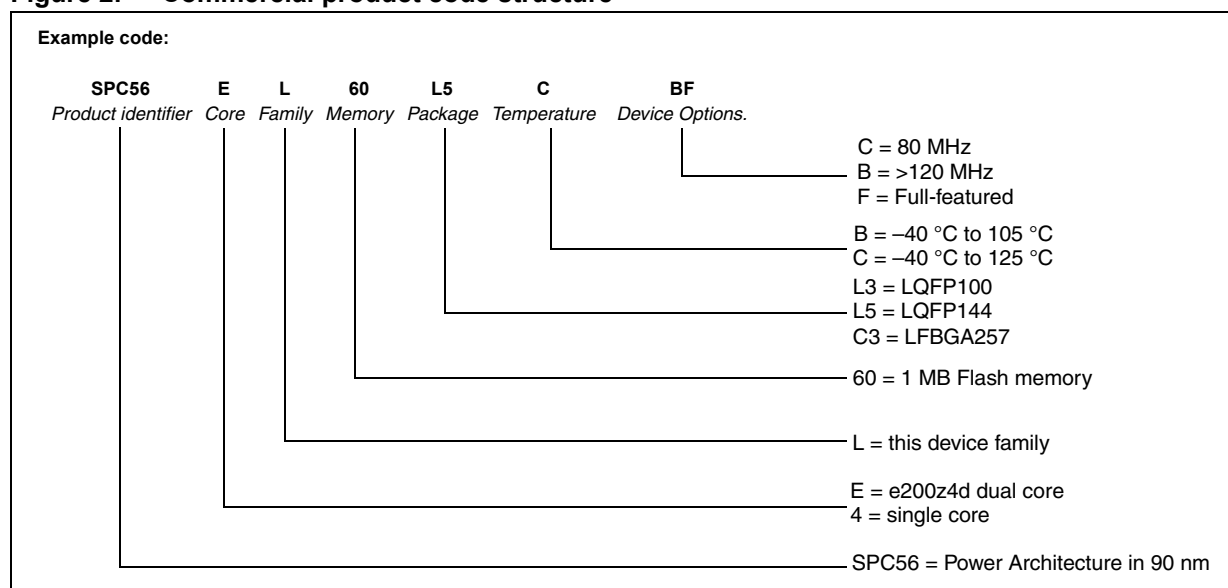 Figure 2. Commercial product code structure
Example code:
SPC56 E L 60 L5 C BF
Product identifier Core Family Memory Package Temperature Device Options.
C = 80 MHz
B = >120 MHz
F = Full-featured
B = –40 °C to 105 °C
C = –40 °C to 125 °C
L3 = LQFP100
L5 = LQFP144
C3 = LFBGA257
60 = 1 MB Flash memory
L = this device family
E = e200z4d dual core
4 = single core
SPC56 = Power Architecture in 90 nm